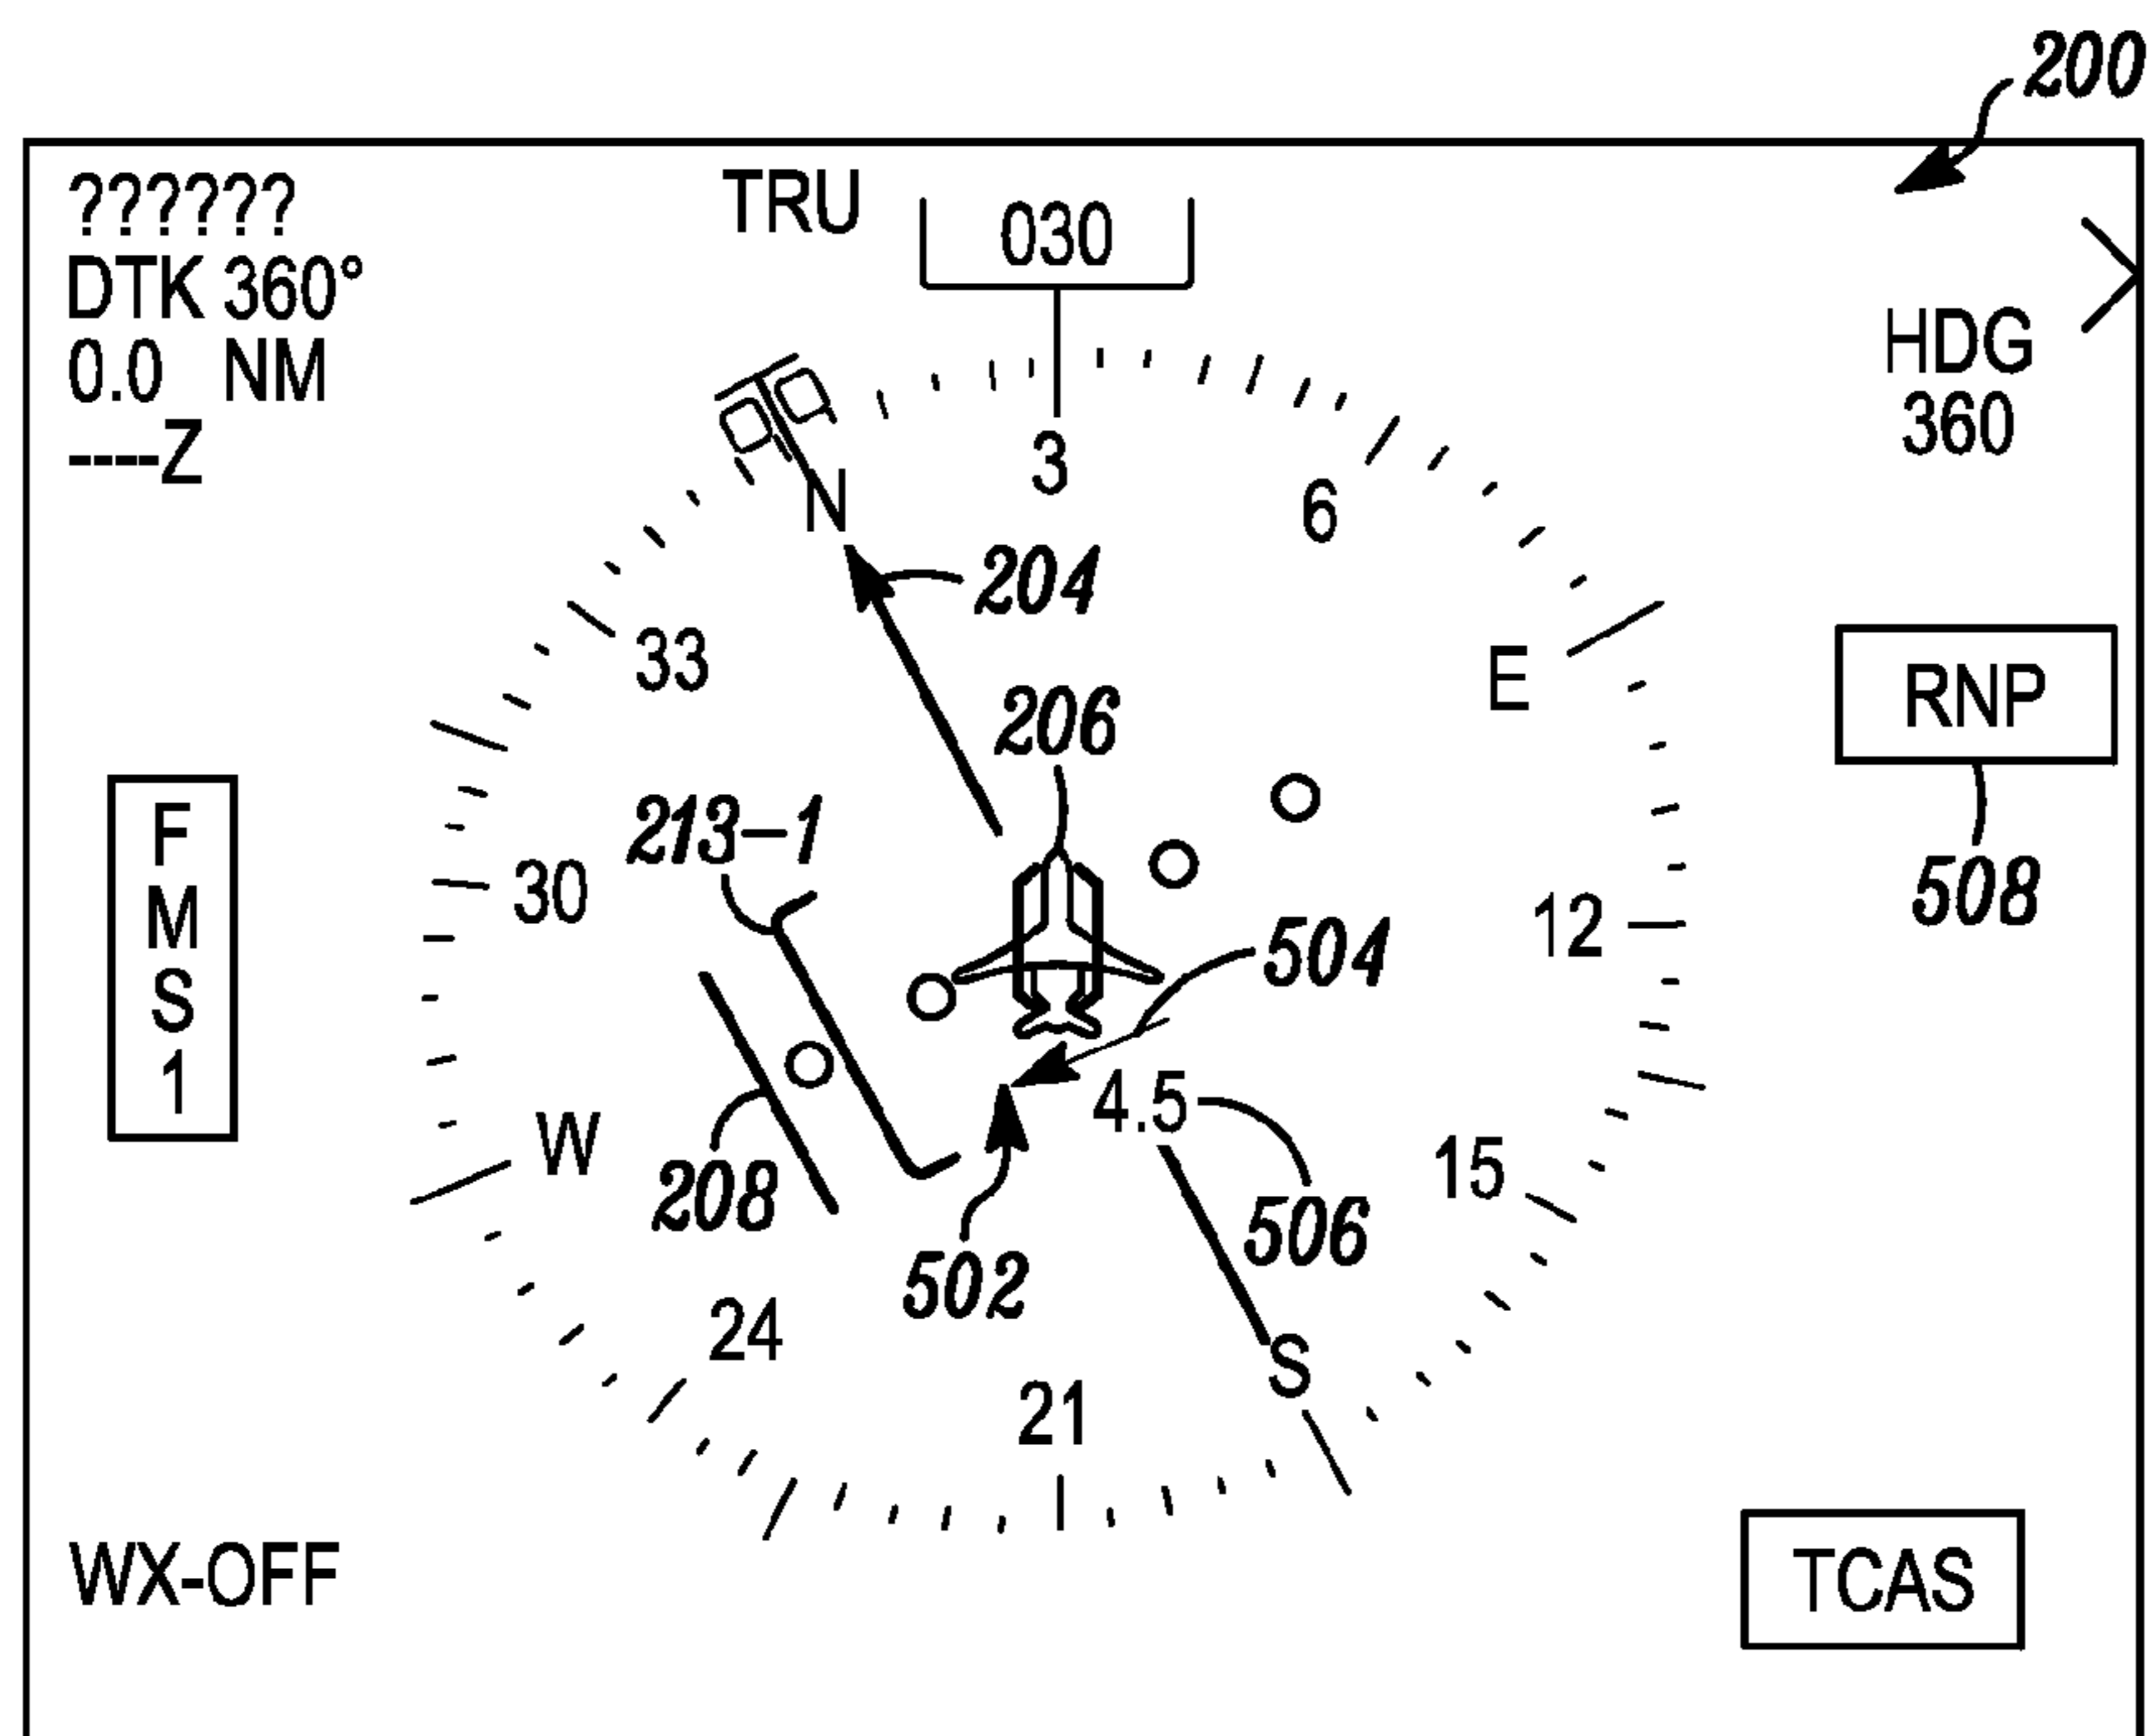 200
??????
DTK 360°
0.0 NM
----Z
TRU
030
HDG
360
3
N
6
204
33
E
RNP
206
213-1
508
F
M
S
1
30
12
504
4.5
W
15
208
506
502
24
S
21
WX-OFF
TCAS